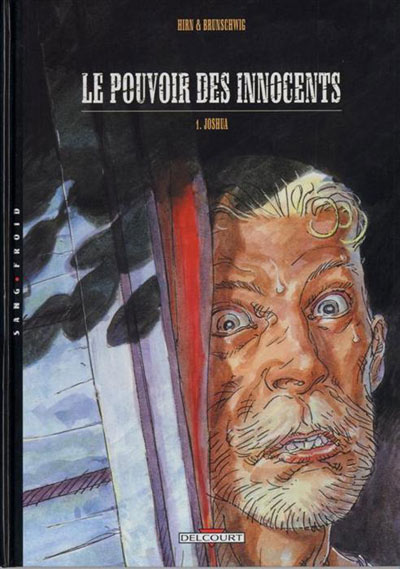 HIRN & BRUNSCHWIG
LE POUVOIR DES INNOCENTS
1. JOSHUA
SANG • FROID
DELCOURT